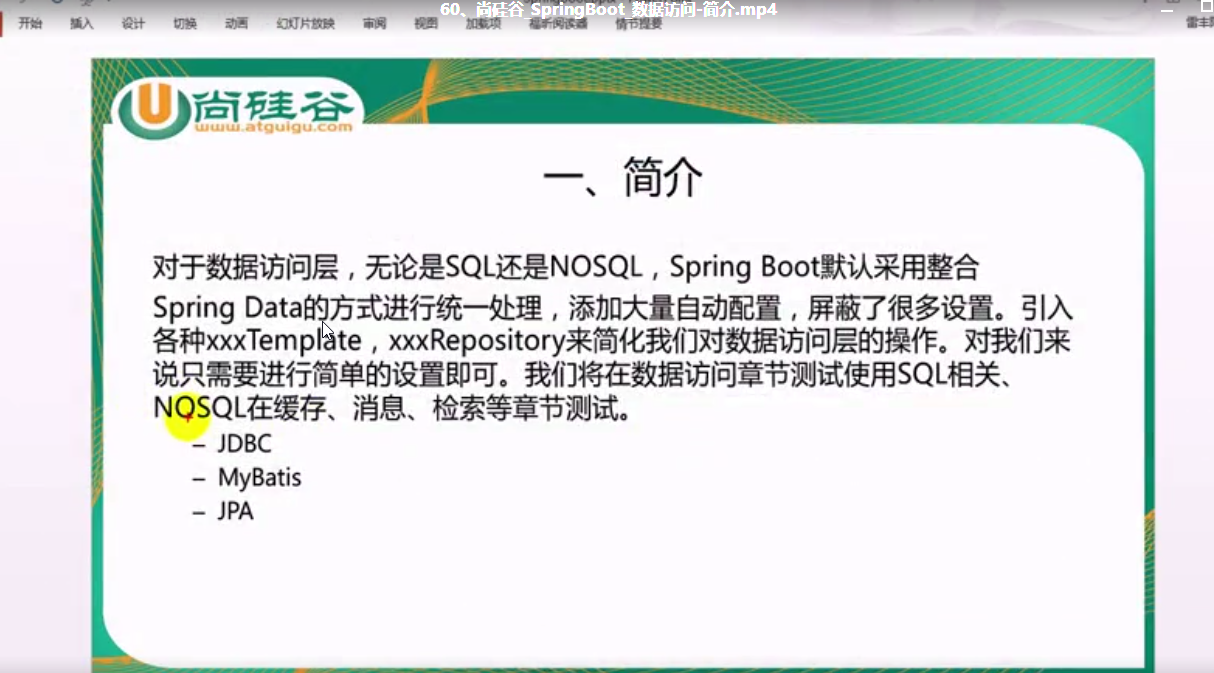 60、尚硅谷_SpringBoot_数据访问-简介.mp4
开始 插入 设计 切换 动画 幻灯片放映 审阅 视图 加载项 福昕阅读器 情节提要
尚硅谷
www.atguigu.com
一、简介
对于数据访问层，无论是SQL还是NOSQL，Spring Boot默认采用整合
Spring Data的方式进行统一处理，添加大量自动配置，屏蔽了很多设置。引入
各种xxxTemplate，xxxRepository来简化我们对数据访问层的操作。对我们来
说只需要进行简单的设置即可。我们将在数据访问章节测试使用SQL相关、
NOSQL在缓存、消息、检索等章节测试。
– JDBC
– MyBatis
– JPA